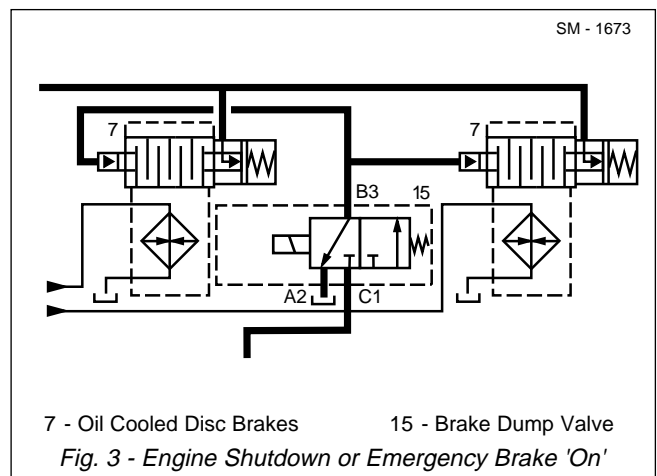 SM - 1673
7
7
B3
15
A2
C1
7 - Oil Cooled Disc Brakes
15 - Brake Dump Valve
Fig. 3 - Engine Shutdown or Emergency Brake 'On'